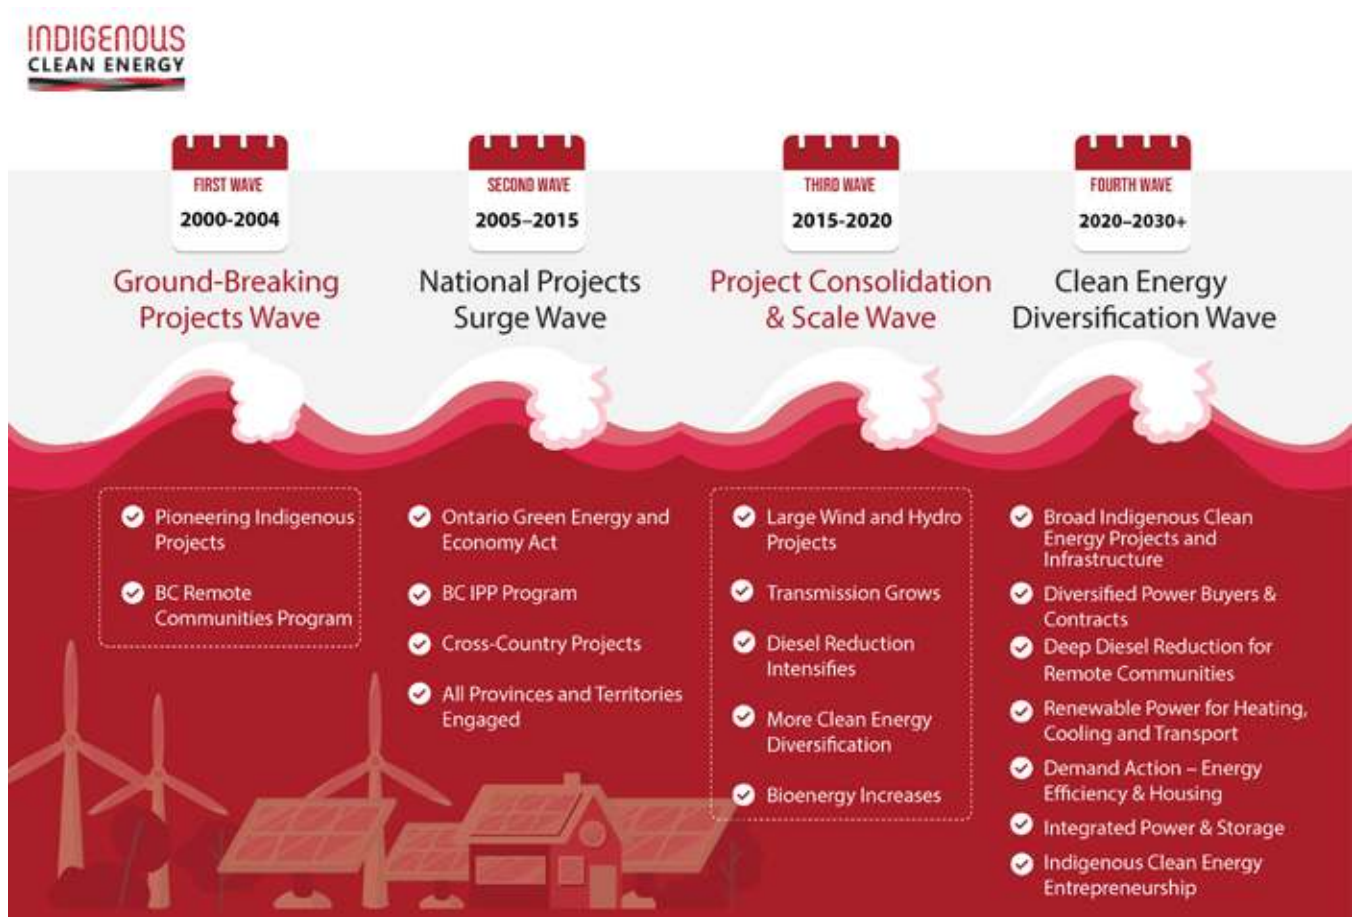 INDIGENOUS
CLEAN ENERGY
FIRST WAVE
2000-2004
Ground-Breaking
Projects Wave
Pioneering Indigenous
Projects
BC Remote
Communities Program
SECOND WAVE
2005–2015
National Projects
Surge Wave
Ontario Green Energy and
Economy Act
BC IPP Program
Cross-Country Projects
All Provinces and Territories
Engaged
THIRD WAVE
2015-2020
Project Consolidation
& Scale Wave
Large Wind and Hydro
Projects
Transmission Grows
Diesel Reduction
Intensifies
More Clean Energy
Diversification
Bioenergy Increases
FOURTH WAVE
2020–2030+
Clean Energy
Diversification Wave
Broad Indigenous Clean
Energy Projects and
Infrastructure
Diversified Power Buyers &
Contracts
Deep Diesel Reduction for
Remote Communities
Renewable Power for Heating,
Cooling and Transport
Demand Action – Energy
Efficiency & Housing
Integrated Power & Storage
Indigenous Clean Energy
Entrepreneurship